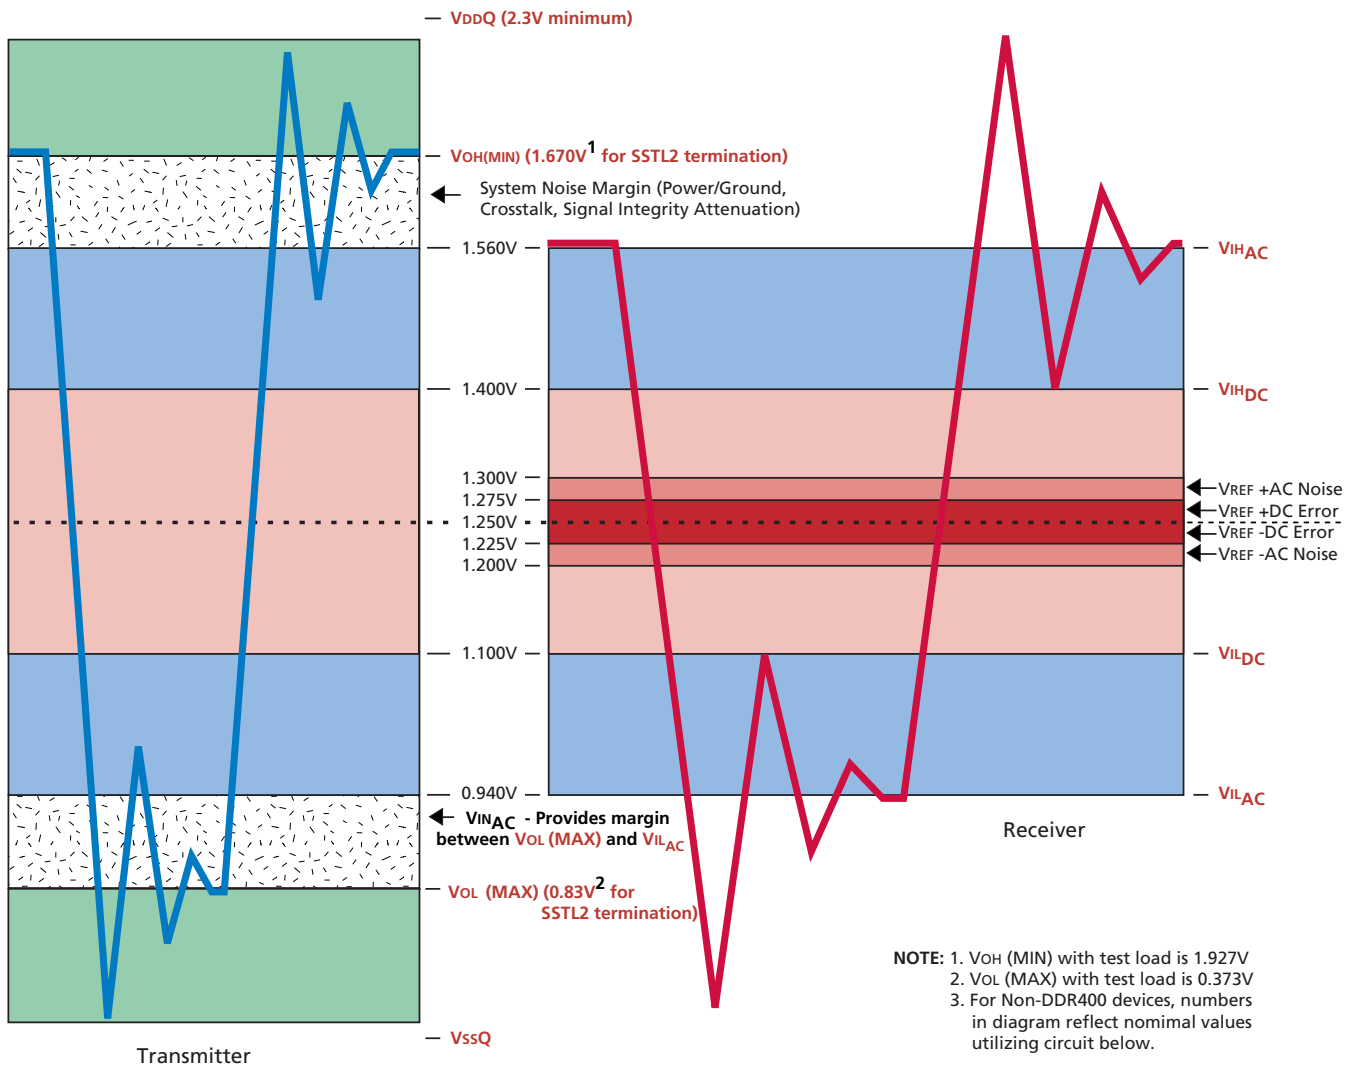 VDDQ (2.3V minimum)
VOH(MIN) (1.670V1 for SSTL2 termination)
System Noise Margin (Power/Ground,
Crosstalk, Signal Integrity Attenuation)
1.560V
VIHAC
1.400V
VIHDC
1.300V
VREF +AC Noise
1.275V
VREF +DC Error
1.250V
VREF -DC Error
1.225V
VREF -AC Noise
1.200V
1.100V
VILDC
0.940V
VILAC
VINAC - Provides margin
between VOL (MAX) and VILAC
Receiver
VOL (MAX) (0.83V2 for
SSTL2 termination)
NOTE: 1. VOH (MIN) with test load is 1.927V
2. VOL (MAX) with test load is 0.373V
3. For Non-DDR400 devices, numbers
in diagram reflect nomimal values
utilizing circuit below.
VssQ
Transmitter